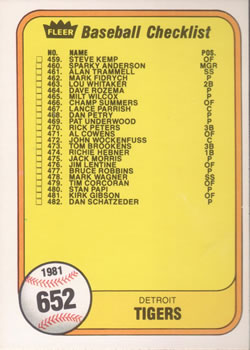 FLEER Baseball Checklist
NO. NAME POS.
459. STEVE KEMP OF
460. SPARKY ANDERSON MGR
461. ALAN TRAMMELL SS
462. MARK FIDRYCH P
463. LOU WHITAKER 2B
464. DAVE ROZEMA P
465. MILT WILCOX P
466. CHAMP SUMMERS OF
467. LANCE PARRISH C
468. DAN PETRY P
469. PAT UNDERWOOD P
470. RICK PETERS 3B
471. AL COWENS OF
472. JOHN WOCKENFUSS C
473. TOM BROOKENS 3B
474. RICHIE HEBNER 1B
475. JACK MORRIS P
476. JIM LENTINE OF
477. BRUCE ROBBINS P
478. MARK WAGNER SS
479. TIM CORCORAN OF
480. STAN PAPI 2B
481. KIRK GIBSON OF
482. DAN SCHATZEDER P
1981
652
DETROIT
TIGERS